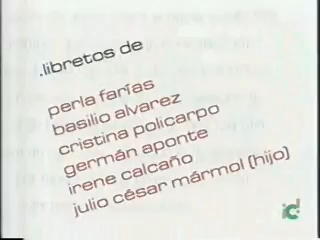 .libretos de
perla farías
basilio alvarez
cristina policarpo
germán aponte
irene calcaño
julio césar mármol (hijo)